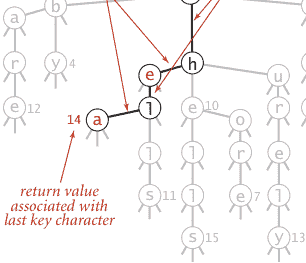 b
a
h
r
y 4
e
u
e 12
14 a
l
e 10
o
r
l
l
r
e
return value
associated with
last key character
s 11
l
e 7
l
s 15
y 13